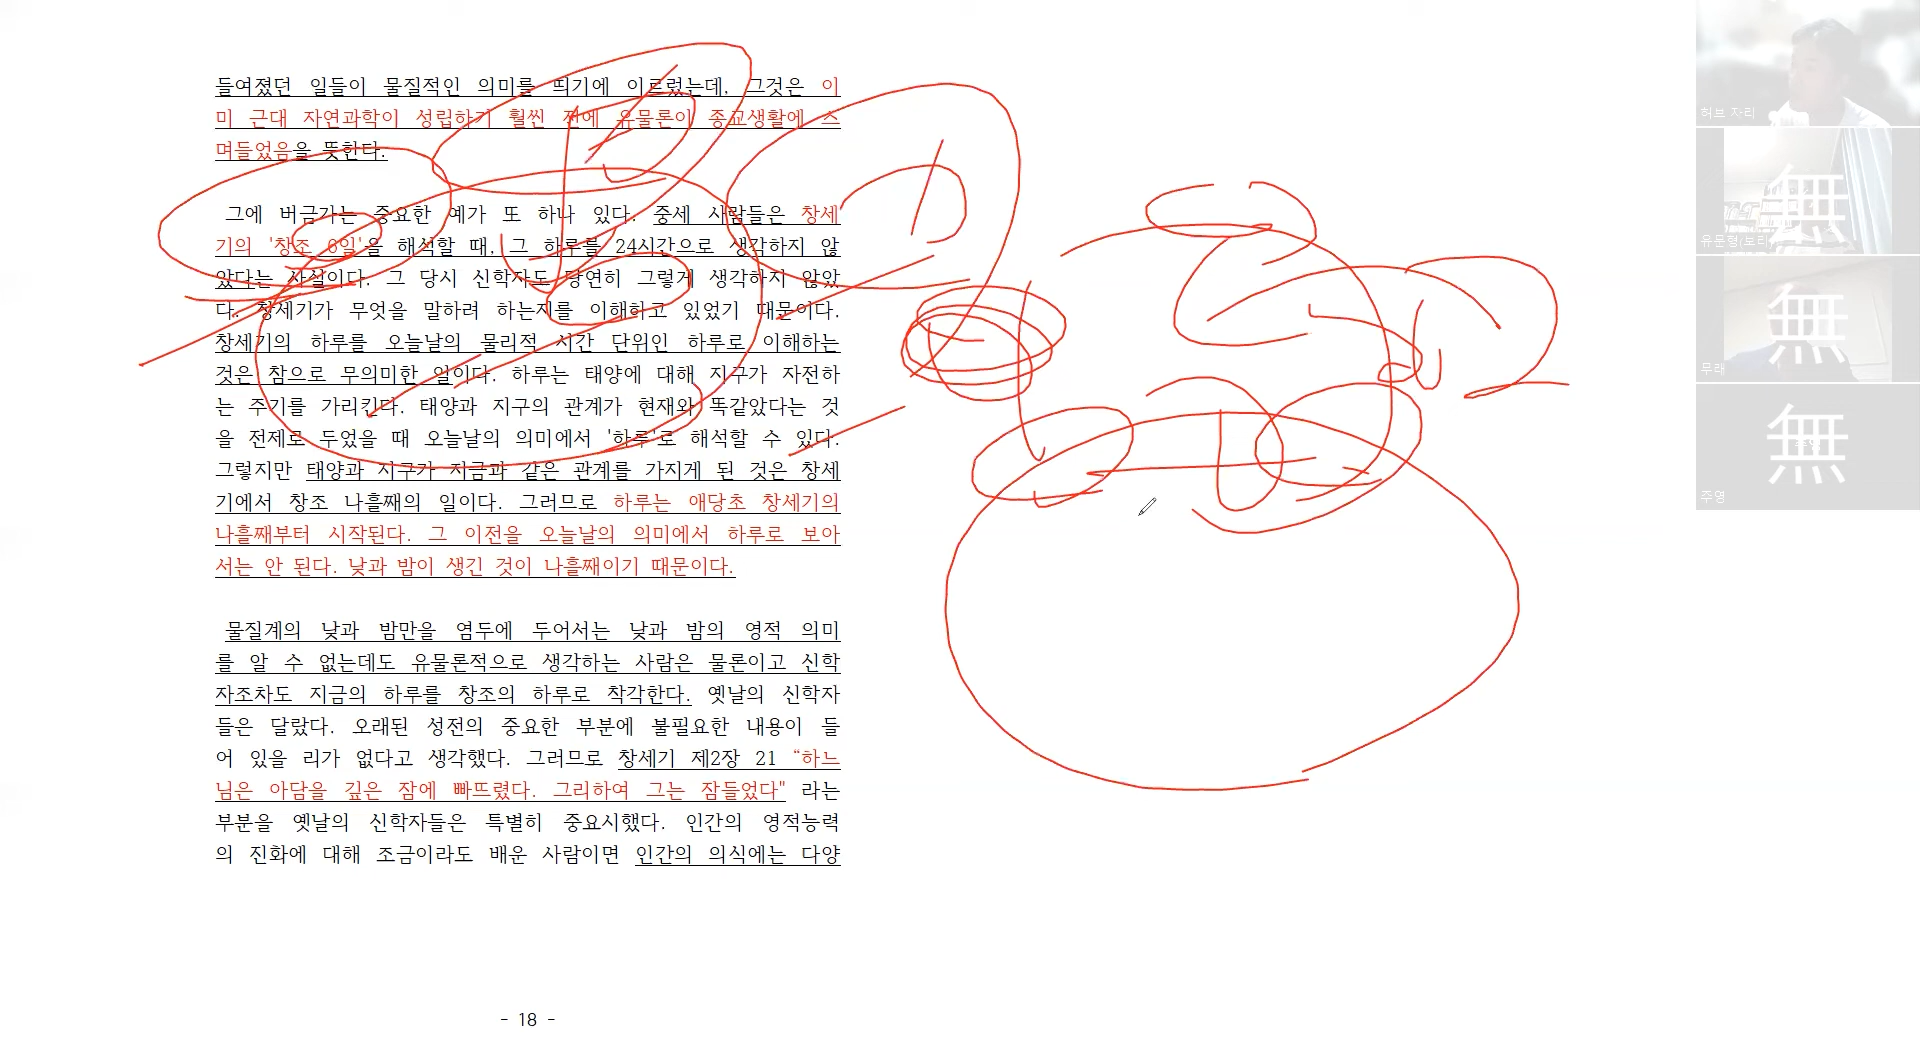 들여졌던 일들이 물질적인 의미를 띄기에 이르렀는데, 그것은 이
미 근대 자연과학이 성립하기 훨씬 전에 유물론이 종교생활에 스
며들었음을 뜻한다.
그에 버금가는 중요한 예가 또 하나 있다. 중세 사람들은 창세
기의 '창조 6일'을 해석할 때, 그 하루를 24시간으로 생각하지 않
았다는 사실이다. 그 당시 신학자도 당연히 그렇게 생각하지 않았
다. 창세기가 무엇을 말하려 하는지를 이해하고 있었기 때문이다.
창세기의 하루를 오늘날의 물리적 시간 단위인 하루로 이해하는
것은 참으로 무의미한 일이다. 하루는 태양에 대해 지구가 자전하
는 주기를 가리킨다. 태양과 지구의 관계가 현재와 똑같았다는 것
을 전제로 두었을 때 오늘날의 의미에서 '하루'로 해석할 수 있다.
그렇지만 태양과 지구가 지금과 같은 관계를 가지게 된 것은 창세
기에서 창조 나흘째의 일이다. 그러므로 하루는 애당초 창세기의
나흘째부터 시작된다. 그 이전을 오늘날의 의미에서 하루로 보아
서는 안 된다. 낮과 밤이 생긴 것이 나흘째이기 때문이다.
물질계의 낮과 밤만을 염두에 두어서는 낮과 밤의 영적 의미
를 알 수 없는데도 유물론적으로 생각하는 사람은 물론이고 신학
자조차도 지금의 하루를 창조의 하루로 착각한다. 옛날의 신학자
들은 달랐다. 오래된 성전의 중요한 부분에 불필요한 내용이 들
어 있을 리가 없다고 생각했다. 그러므로 창세기 제2장 21 “하느
님은 아담을 깊은 잠에 빠뜨렸다. 그리하여 그는 잠들었다" 라는
부분을 옛날의 신학자들은 특별히 중요시했다. 인간의 영적능력
의 진화에 대해 조금이라도 배운 사람이면 인간의 의식에는 다양
- 18 -
허브 자리
無
유문형(보리
無
무래
無
주영